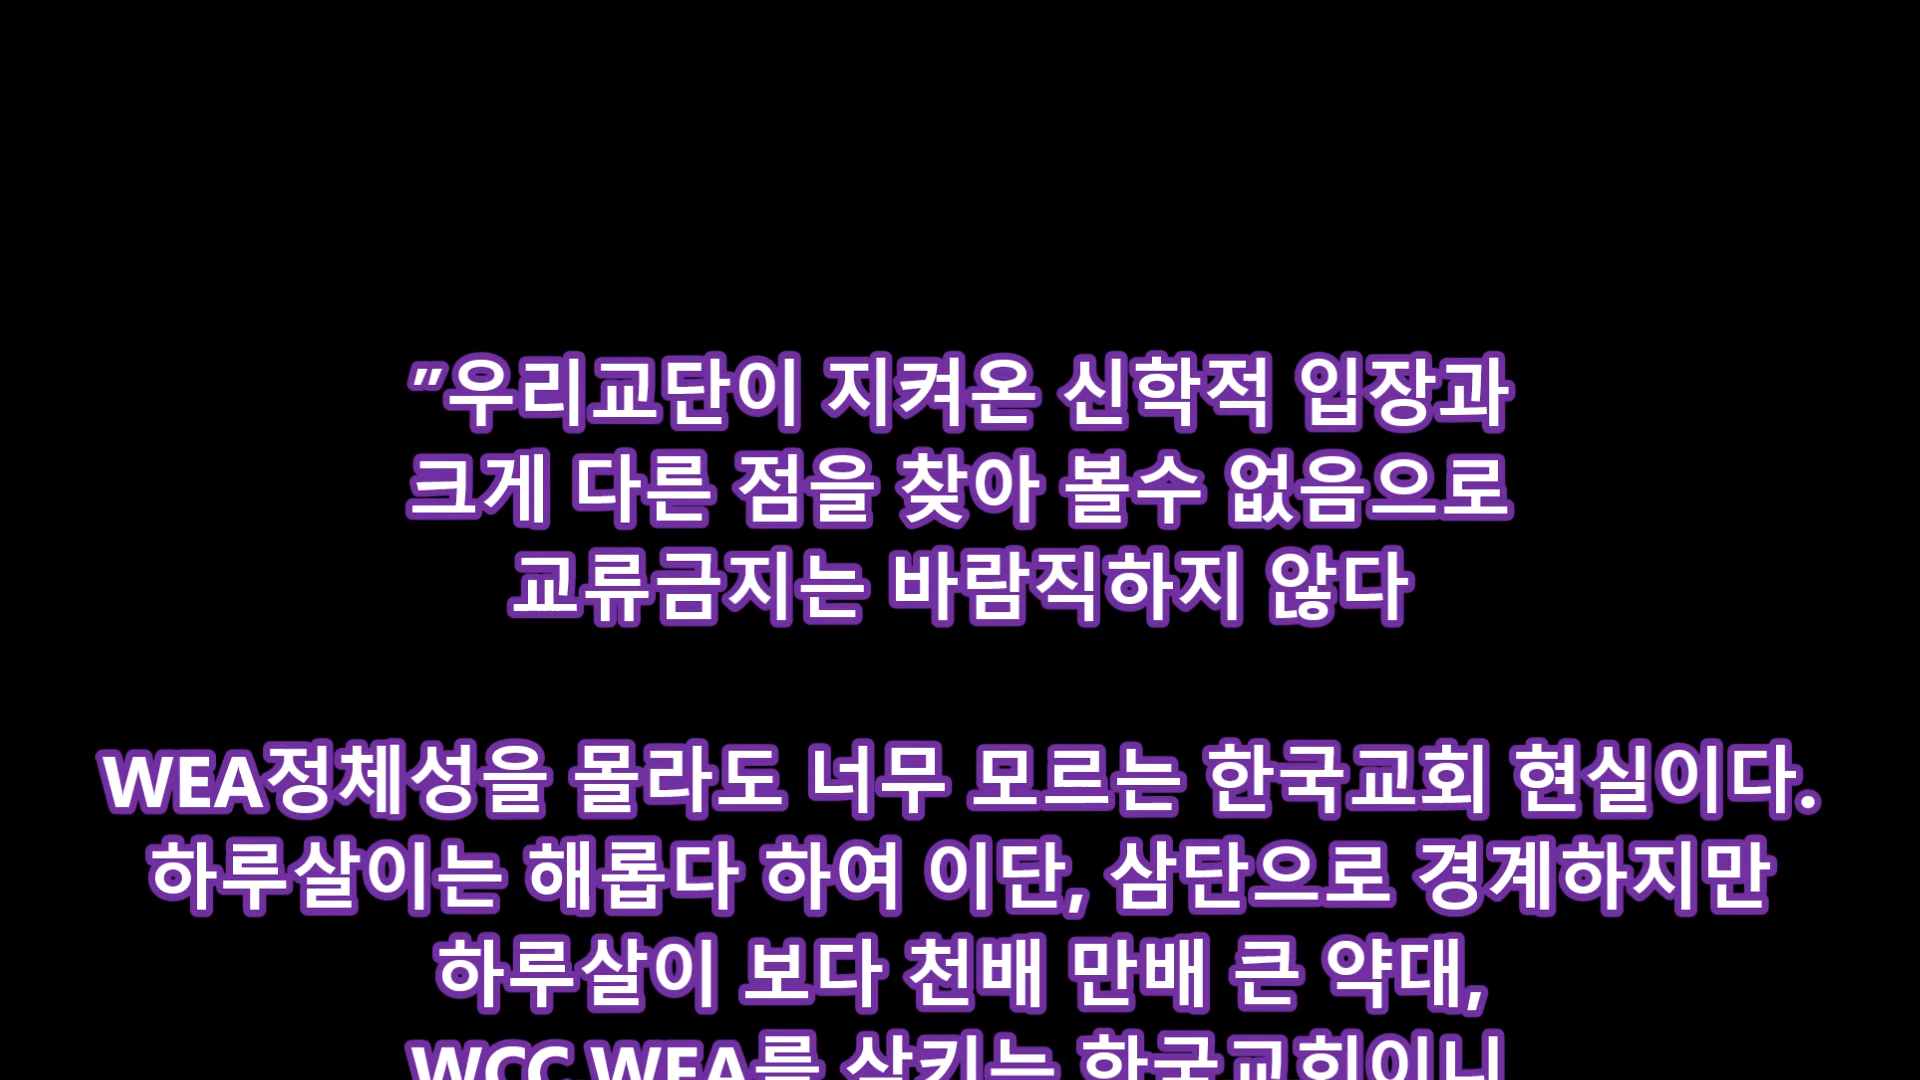 "우리교단이 지켜온 신학적 입장과
크게 다른 점을 찾아 볼수 없음으로
교류금지는 바람직하지 않다
WEA정체성을 몰라도 너무 모르는 한국교회 현실이다.
하루살이는 해롭다 하여 이단, 삼단으로 경계하지만
하루살이 보다 천배 만배 큰 약대,
WCC WEA를 삼키는 한국교회이니